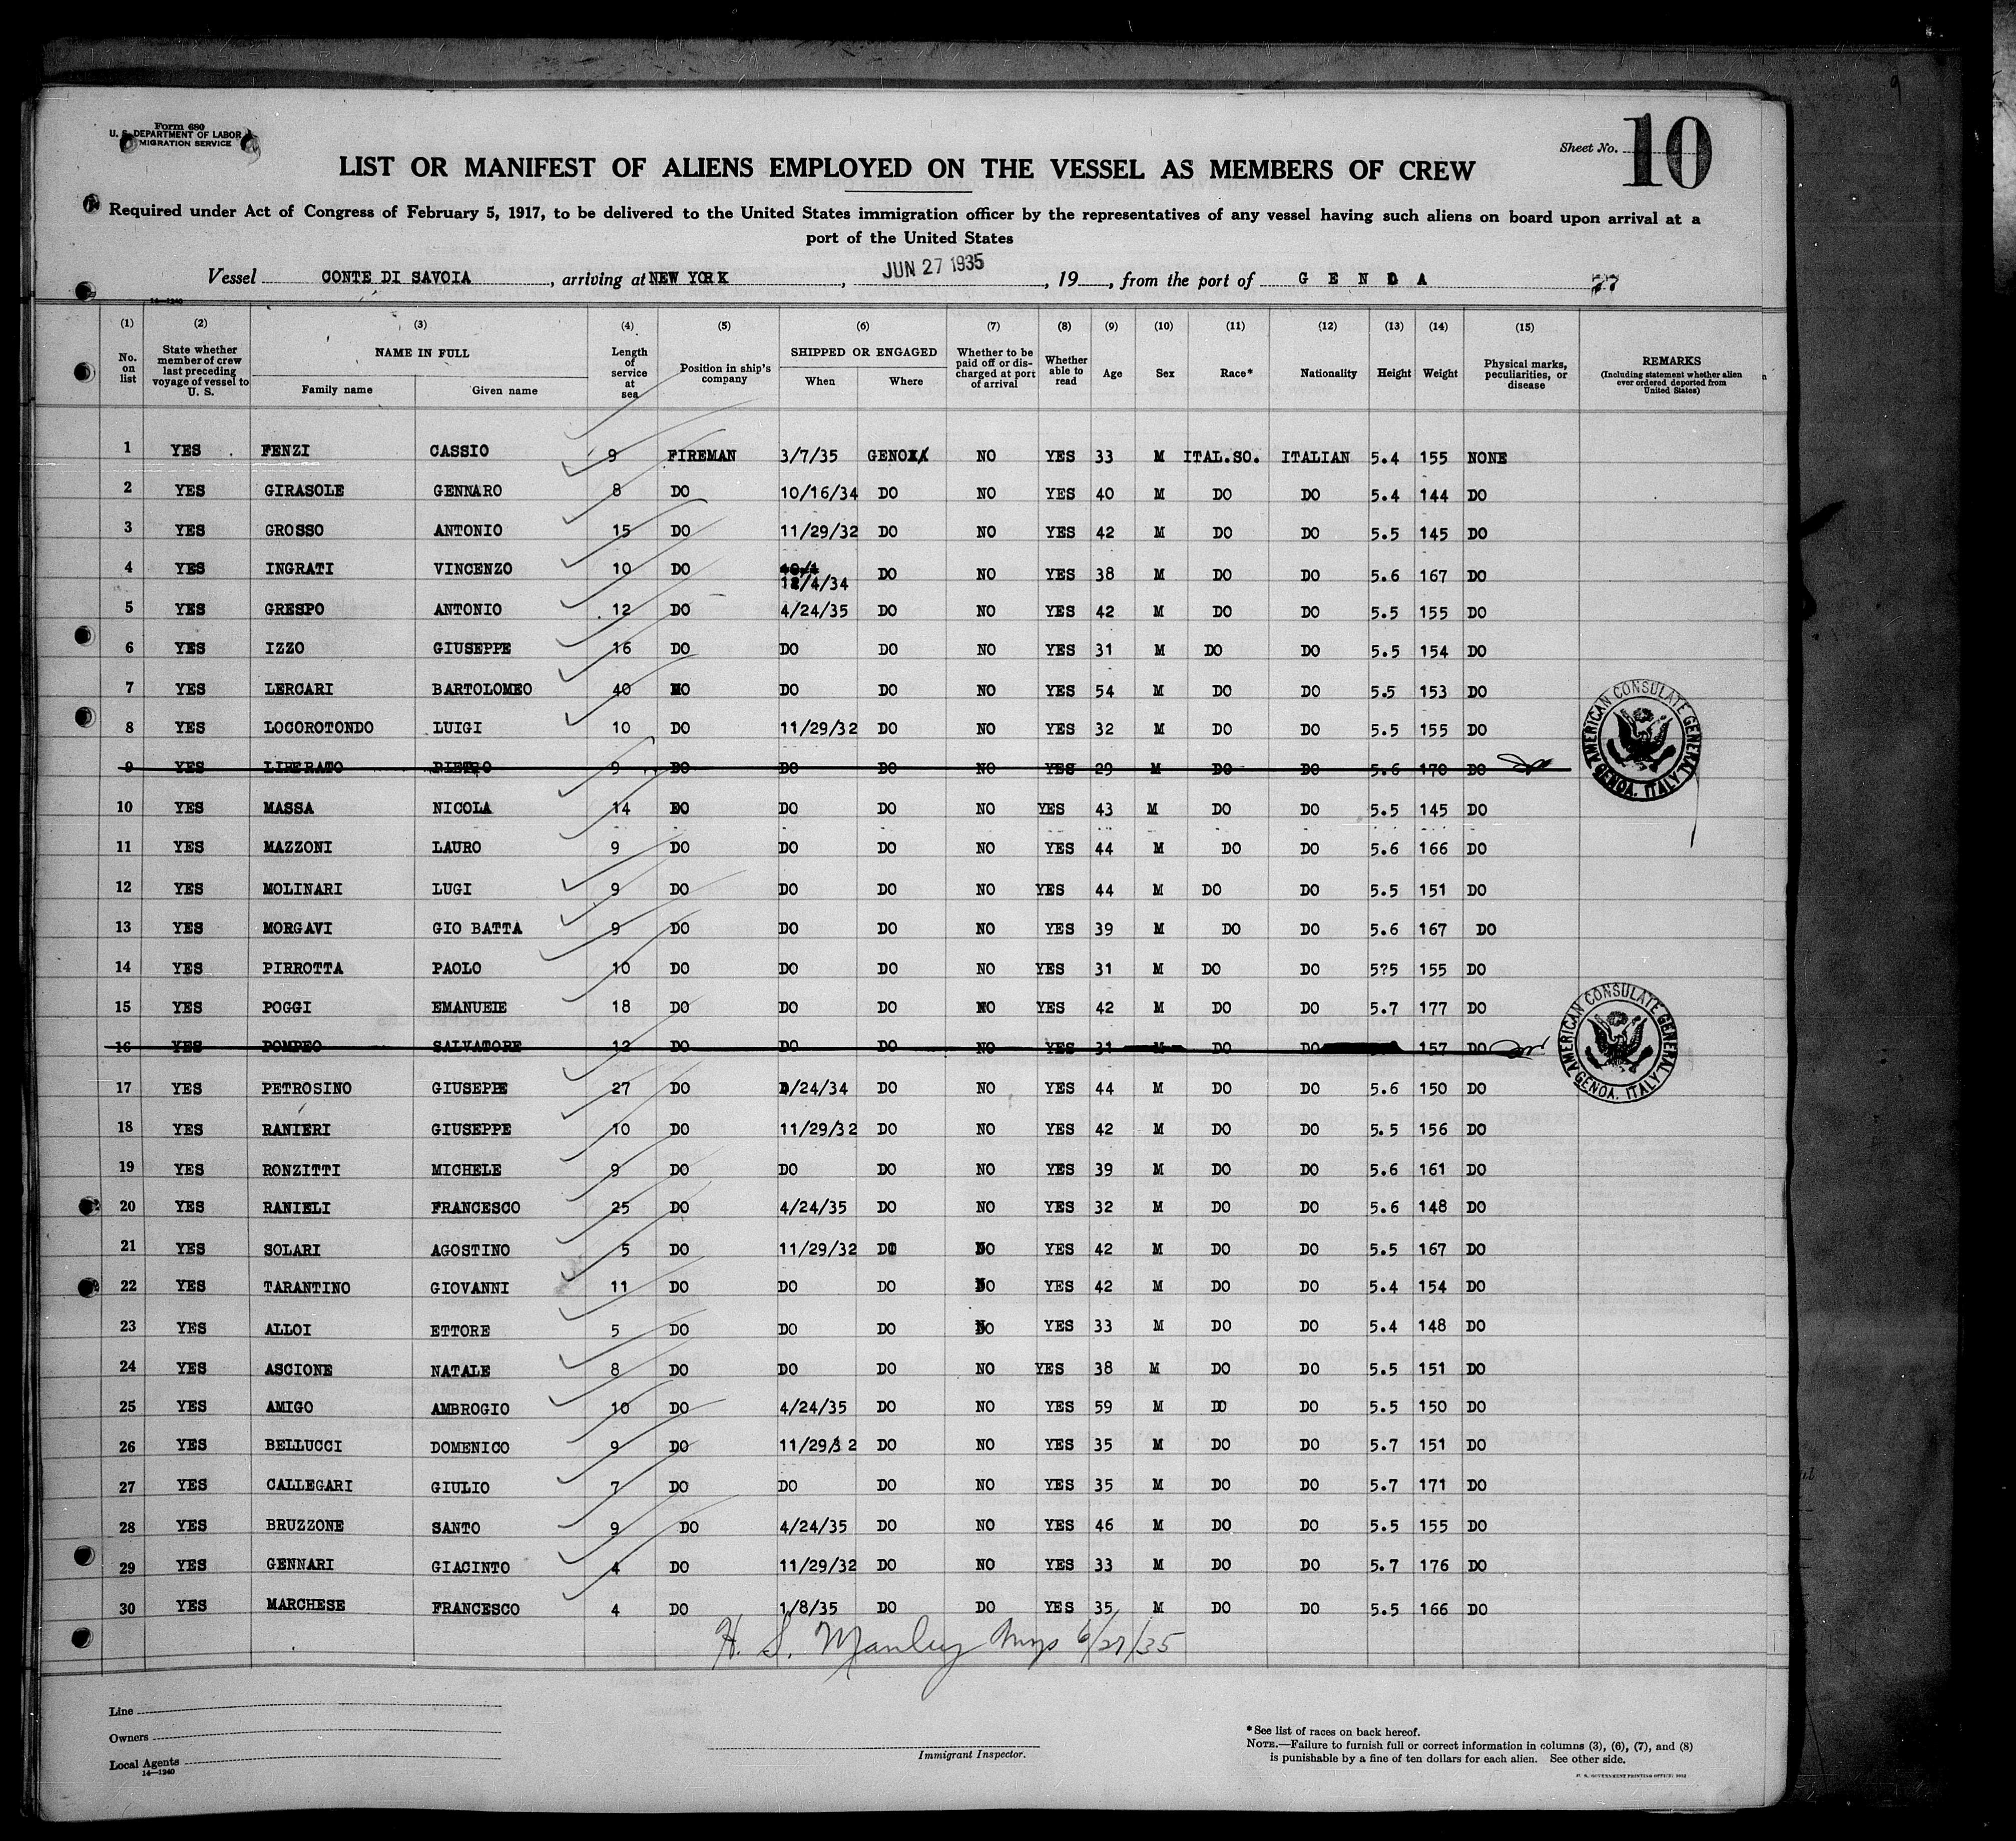 Form 680
U. S. DEPARTMENT OF LABOR
MIGRATION SERVICE
Sheet No. 10
LIST OR MANIFEST OF ALIENS EMPLOYED ON THE VESSEL AS MEMBERS OF CREW
Required under Act of Congress of February 5, 1917, to be delivered to the United States immigration officer by the representatives of any vessel having such aliens on board upon arrival at a
port of the United States
Vessel CONTE DI SAVOIA, arriving at NEW YORK, JUN 27 1935, 19, from the port of GENOA 77
14—1240
(1) (2) (3) (4) (5) (6) (7) (8) (9) (10) (11) (12) (13) (14) (15)
No. on list State whether member of crew last preceding voyage of vessel to U. S. NAME IN FULL Family name Given name Length of service at sea Position in ship's company SHIPPED OR ENGAGED When Where Whether to be paid off or discharged at port of arrival Whether able to read Age Sex Race* Nationality Height Weight Physical marks, peculiarities, or disease REMARKS (Including statement whether alien ever ordered deported from United States)
1 YES FENZI CASSIO 9 FIREMAN 3/7/35 GENOA NO YES 33 M ITAL.SO. ITALIAN 5.4 155 NONE
2 YES GIRASOLE GENNARO 8 DO 10/16/34 DO NO YES 40 M DO DO 5.4 144 DO
3 YES GROSSO ANTONIO 15 DO 11/29/32 DO NO YES 42 M DO DO 5.5 145 DO
4 YES INGRATI VINCENZO 10 DO 12/4/34 DO NO YES 38 M DO DO 5.6 167 DO
5 YES GRESPO ANTONIO 12 DO 4/24/35 DO NO YES 42 M DO DO 5.5 155 DO
6 YES IZZO GIUSEPPE 16 DO DO DO NO YES 31 M DO DO 5.5 154 DO
7 YES LERCARI BARTOLOMEO 40 DO DO DO NO YES 54 M DO DO 5.5 153 DO
8 YES LOCOROTONDO LUIGI 10 DO 11/29/32 DO NO YES 32 M DO DO 5.5 155 DO
9 YES LIBERATO PIETRO 9 DO DO DO NO YES 29 M DO DO 5.6 170 DO
10 YES MASSA NICOLA 14 DO DO DO NO YES 43 M DO DO 5.5 145 DO
11 YES MAZZONI LAURO 9 DO DO DO NO YES 44 M DO DO 5.6 166 DO
12 YES MOLINARI LUGI 9 DO DO DO NO YES 44 M DO DO 5.5 151 DO
13 YES MORGAVI GIO BATTA 9 DO DO DO NO YES 39 M DO DO 5.6 167 DO
14 YES PIRROTTA PAOLO 10 DO DO DO NO YES 31 M DO DO 5?5 155 DO
15 YES POGGI EMANUELE 18 DO DO DO NO YES 42 M DO DO 5.7 177 DO
16 YES POMPEO SALVATORE 12 DO DO DO NO YES 31 M DO DO 157 DO
17 YES PETROSINO GIUSEPPE 27 DO /24/34 DO NO YES 44 M DO DO 5.6 150 DO
18 YES RANIERI GIUSEPPE 10 DO 11/29/32 DO NO YES 42 M DO DO 5.5 156 DO
19 YES RONZITTI MICHELE 9 DO DO DO NO YES 39 M DO DO 5.6 161 DO
20 YES RANIELI FRANCESCO 25 DO 4/24/35 DO NO YES 32 M DO DO 5.6 148 DO
21 YES SOLARI AGOSTINO 5 DO 11/29/32 DO NO YES 42 M DO DO 5.5 167 DO
22 YES TARANTINO GIOVANNI 11 DO DO DO NO YES 42 M DO DO 5.4 154 DO
23 YES ALLOI ETTORE 5 DO DO DO NO YES 33 M DO DO 5.4 148 DO
24 YES ASCIONE NATALE 8 DO DO DO NO YES 38 M DO DO 5.5 151 DO
25 YES AMIGO AMBROGIO 10 DO 4/24/35 DO NO YES 59 M DO DO 5.5 150 DO
26 YES BELLUCCI DOMENICO 9 DO 11/29/32 DO NO YES 35 M DO DO 5.7 151 DO
27 YES CALLEGARI GIULIO 7 DO DO DO NO YES 35 M DO DO 5.7 171 DO
28 YES BRUZZONE SANTO 9 DO 4/24/35 DO NO YES 46 M DO DO 5.5 155 DO
29 YES GENNARI GIACINTO 4 DO 11/29/32 DO NO YES 33 M DO DO 5.7 176 DO
30 YES MARCHESE FRANCESCO 4 DO 1/8/35 DO DO YES 35 M DO DO 5.5 166 DO
AMERICAN CONSULATE GENERAL GENOA, ITALY
AMERICAN CONSULATE GENERAL GENOA, ITALY
H. S. Manley 6/27/35
Line
Owners
Local Agents
14—1240
Immigrant Inspector.
*See list of races on back hereof.
NOTE.—Failure to furnish full or correct information in columns (3), (6), (7), and (8)
is punishable by a fine of ten dollars for each alien. See other side.
U. S. GOVERNMENT PRINTING OFFICE: